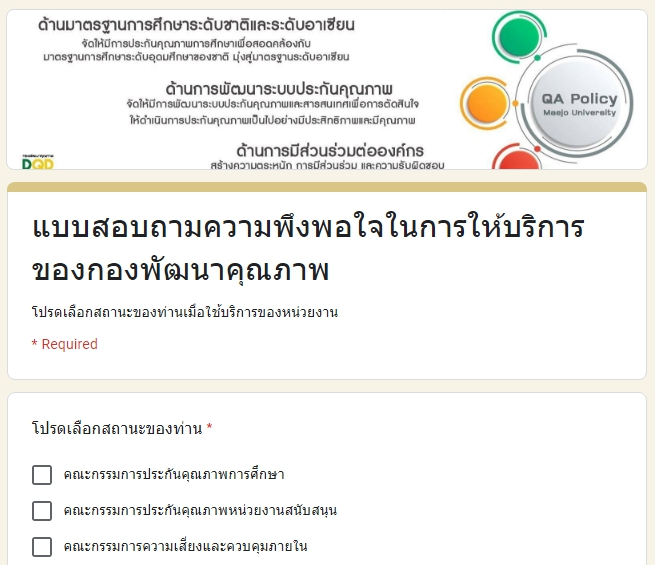 ด้านมาตรฐานการศึกษาระดับชาติและระดับอาเซียน
จัดให้มีการประกันคุณภาพการศึกษาเพื่อสอดคล้องกับ
มาตรฐานการศึกษาระดับอุดมศึกษาของชาติ มุ่งสู่มาตรฐานระดับอาเซียน
ด้านการพัฒนาระบบประกันคุณภาพ
จัดให้มีการพัฒนาระบบประกันคุณภาพและสารสนเทศเพื่อการตัดสินใจ
ให้ดำเนินการประกันคุณภาพเป็นไปอย่างมีประสิทธิภาพและมีคุณภาพ
QA Policy
Maejo University
ด้านการมีส่วนร่วมต่อองค์กร
สร้างความตระหนัก การมีส่วนร่วม และความรับผิดชอบ
DQD
แบบสอบถามความพึงพอใจในการให้บริการ
ของกองพัฒนาคุณภาพ
โปรดเลือกสถานะของท่านเมื่อใช้บริการของหน่วยงาน
* Required
โปรดเลือกสถานะของท่าน *
คณะกรรมการประกันคุณภาพการศึกษา
คณะกรรมการประกันคุณภาพหน่วยงานสนับสนุน
คณะกรรมการความเสี่ยงและควบคุมภายใน